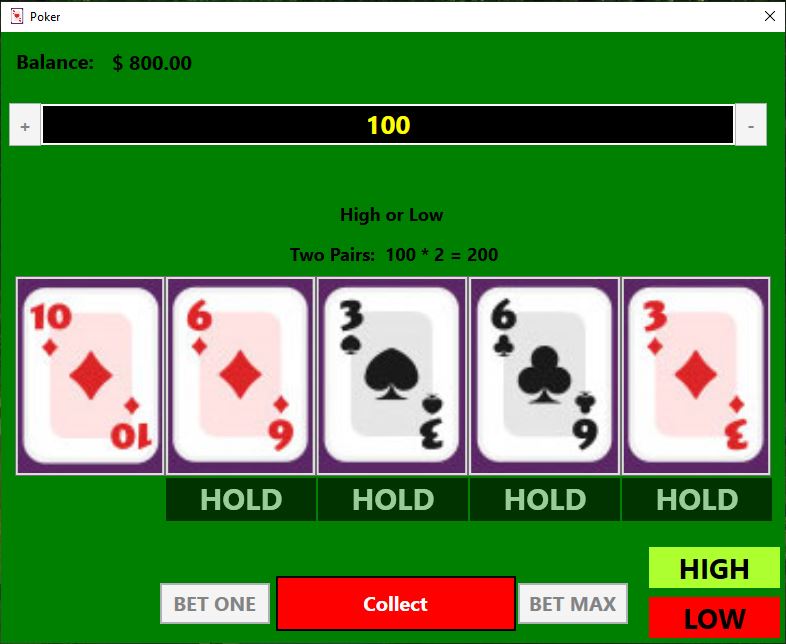 Poker
Balance: $ 800.00
+ 100 -
High or Low
Two Pairs: 100 * 2 = 200
10 6 3 6 3
10 6 3 6 3
HOLD HOLD HOLD HOLD
HIGH
BET ONE Collect BET MAX
LOW